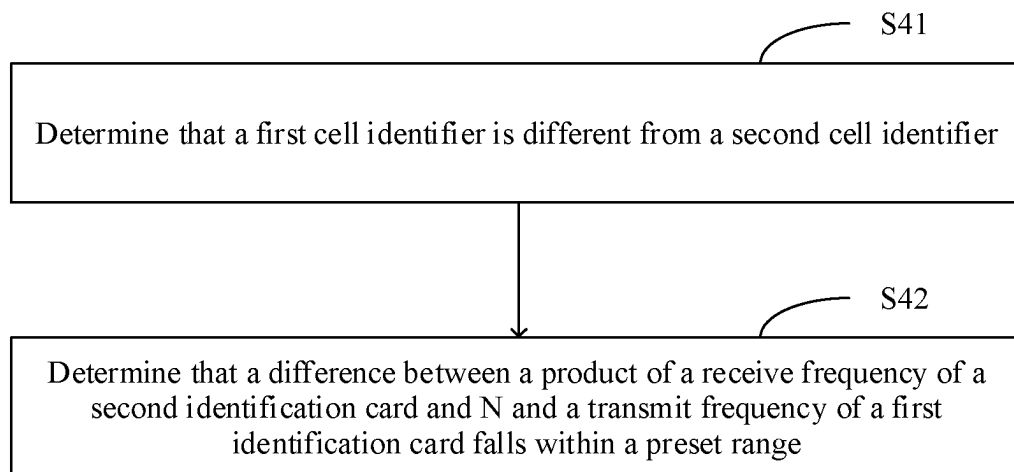 S41
Determine that a first cell identifier is different from a second cell identifier
S42
Determine that a difference between a product of a receive frequency of a
second identification card and N and a transmit frequency of a first
identification card falls within a preset range